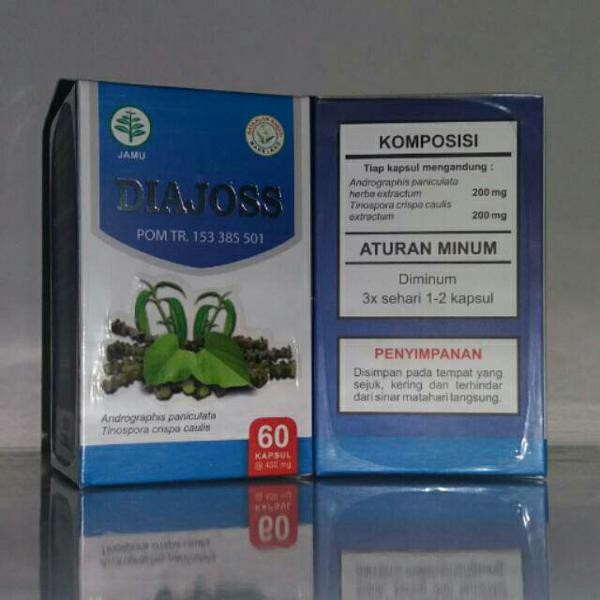 JAMU
DIAJOSS
POM TR. 153 385 501
Andrographis paniculata
Tinospora crispa caulis
60
KAPSUL
@ 400 mg
KOMPOSISI
Tiap kapsul mengandung :
Andrographis paniculata
herba extractum 200 mg
Tinospora crispa caulis
extractum 200 mg
ATURAN MINUM
Diminum
3x sehari 1-2 kapsul
PENYIMPANAN
Disimpan pada tempat yang
sejuk, kering dan terhindar
dari sinar matahari langsung.